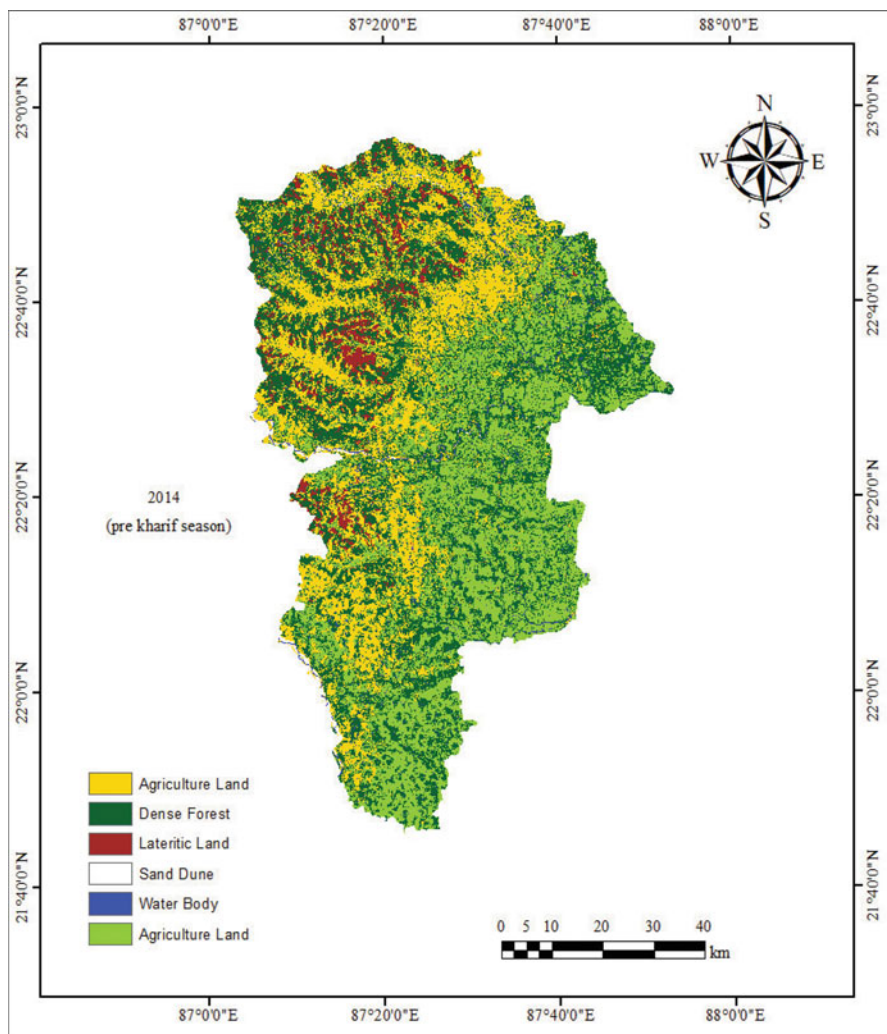 87°0'0"E 87°20'0"E 87°40'0"E 88°0'0"E
23°0'0"N
22°40'0"N
22°20'0"N
22°0'0"N
21°40'0"N
N
W E
S
23°0'0"N
22°40'0"N
22°20'0"N
22°0'0"N
21°40'0"N
2014
(pre kharif season)
Agriculture Land
Dense Forest
Lateritic Land
Sand Dune
Water Body
Agriculture Land
0 5 10 20 30 40
km
87°0'0"E 87°20'0"E 87°40'0"E 88°0'0"E